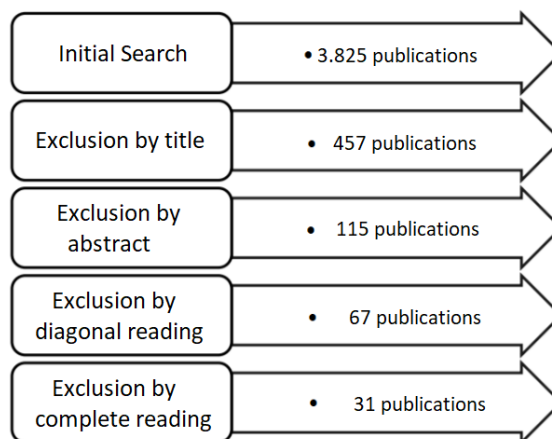 Initial Search
• 3.825 publications
Exclusion by title
• 457 publications
Exclusion by
abstract
• 115 publications
Exclusion by
diagonal reading
• 67 publications
Exclusion by
complete reading
• 31 publications